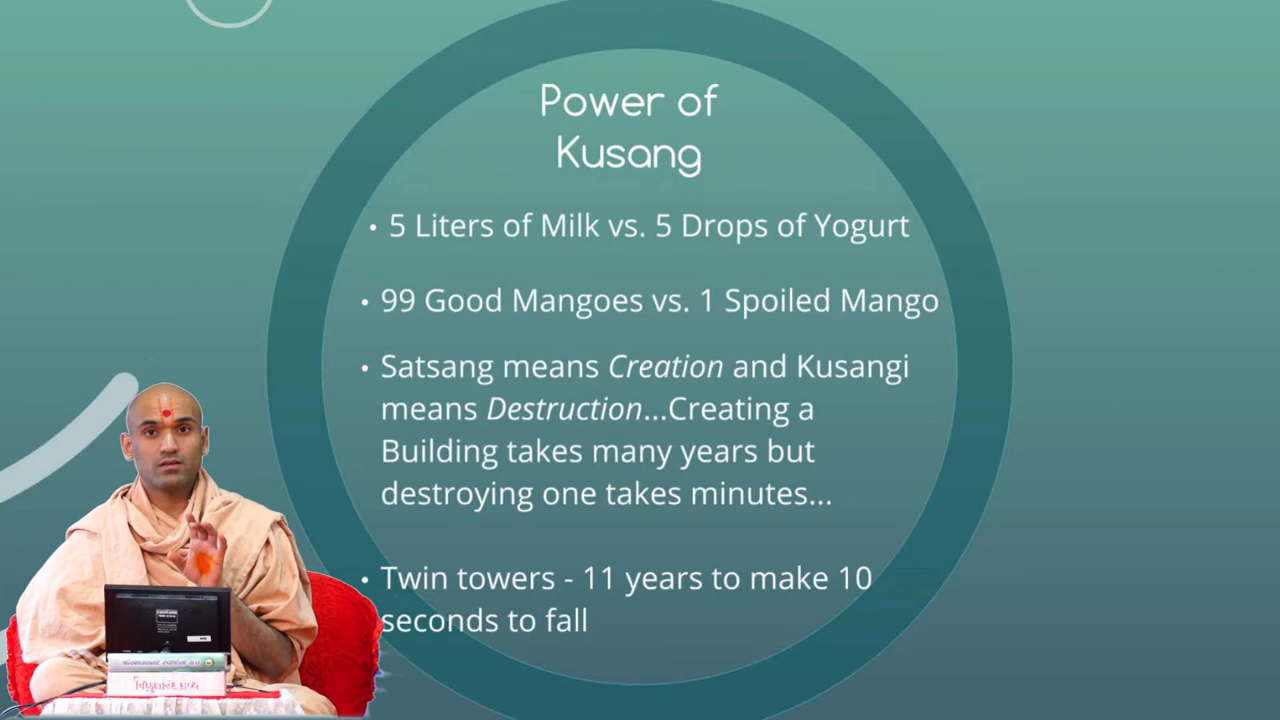 Power of
Kusang
• 5 Liters of Milk vs. 5 Drops of Yogurt
• 99 Good Mangoes vs. 1 Spoiled Mango
• Satsang means Creation and Kusangi
means Destruction...Creating a
Building takes many years but
destroying one takes minutes...
• Twin towers - 11 years to make 10
seconds to fall